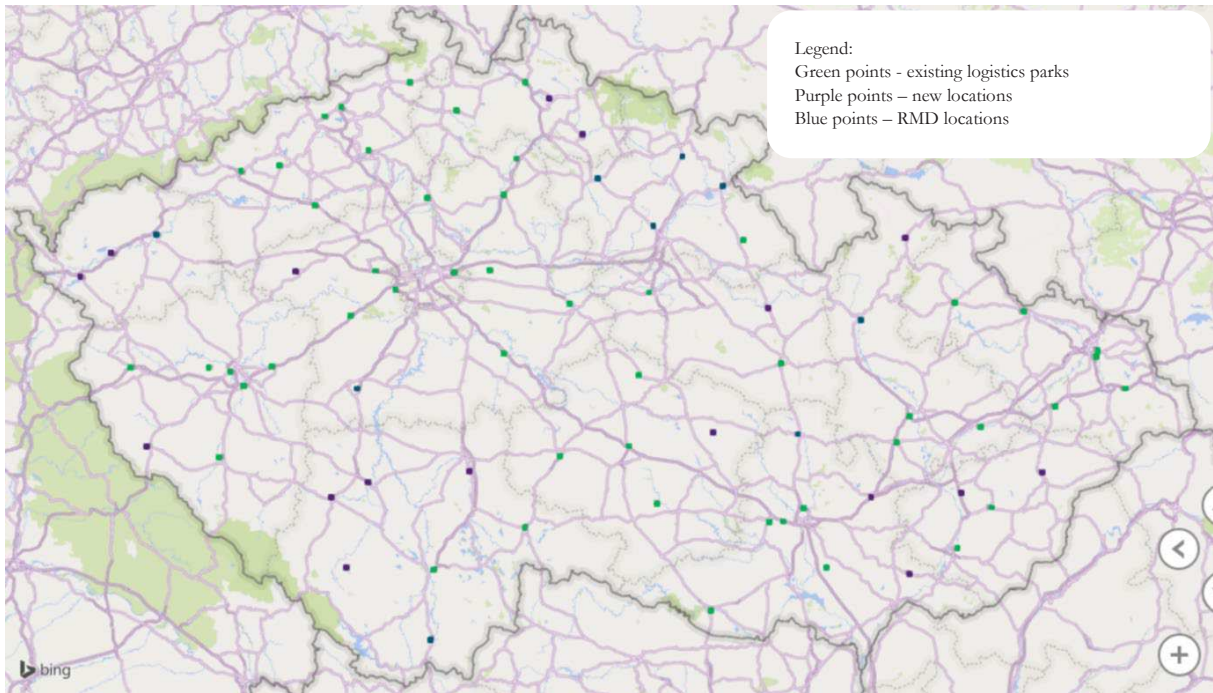 Legend:
Green points - existing logistics parks
Purple points – new locations
Blue points – RMD locations
bing